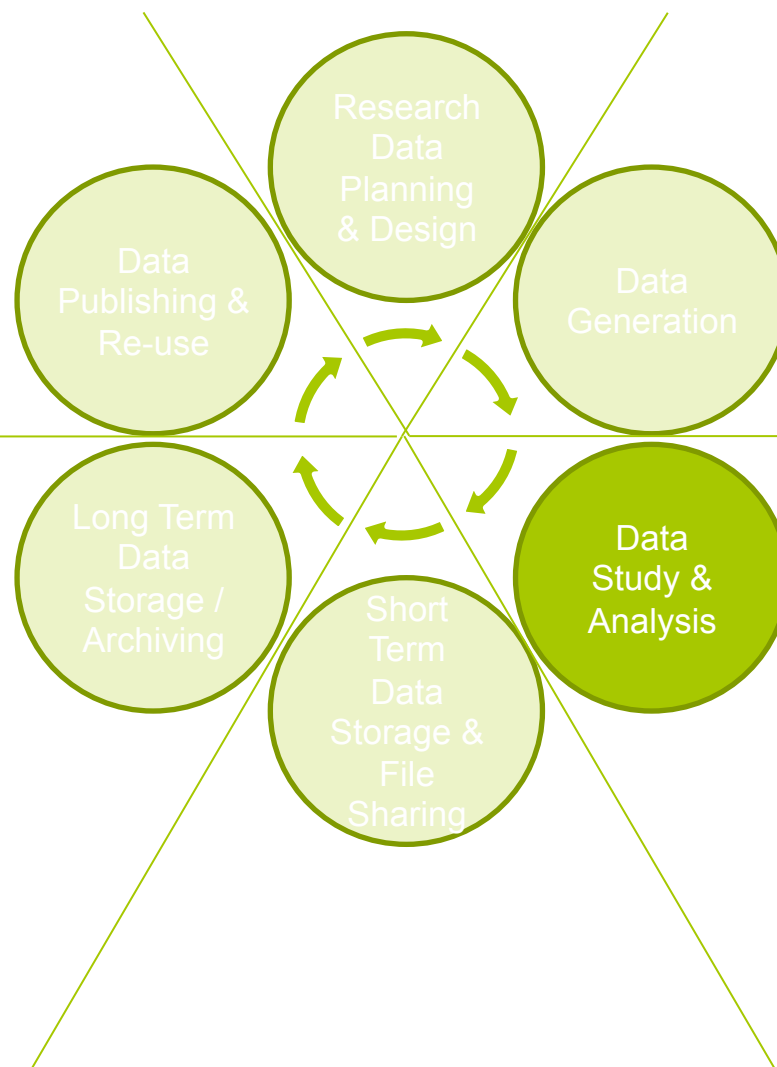 Research
Data
Planning
& Design
Data
Generation
Data
Study &
Analysis
Short
Term
Data
Storage &
File
Sharing
Long Term
Data
Storage /
Archiving
Data
Publishing &
Re-use